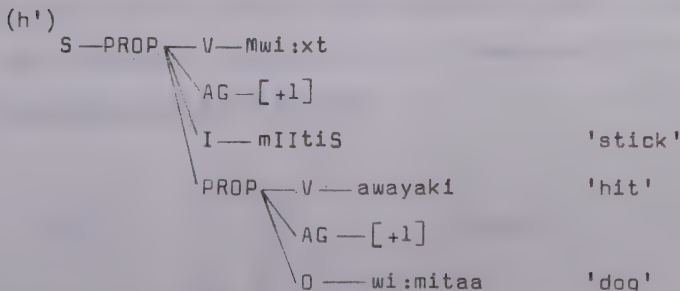 (h')
S—PROP—V—Mwi:xt
AG—[+1]
I—mIItiS 'stick'
PROP—V—awayaki 'hit'
AG—[+1]
O—wi:mitaa 'dog'